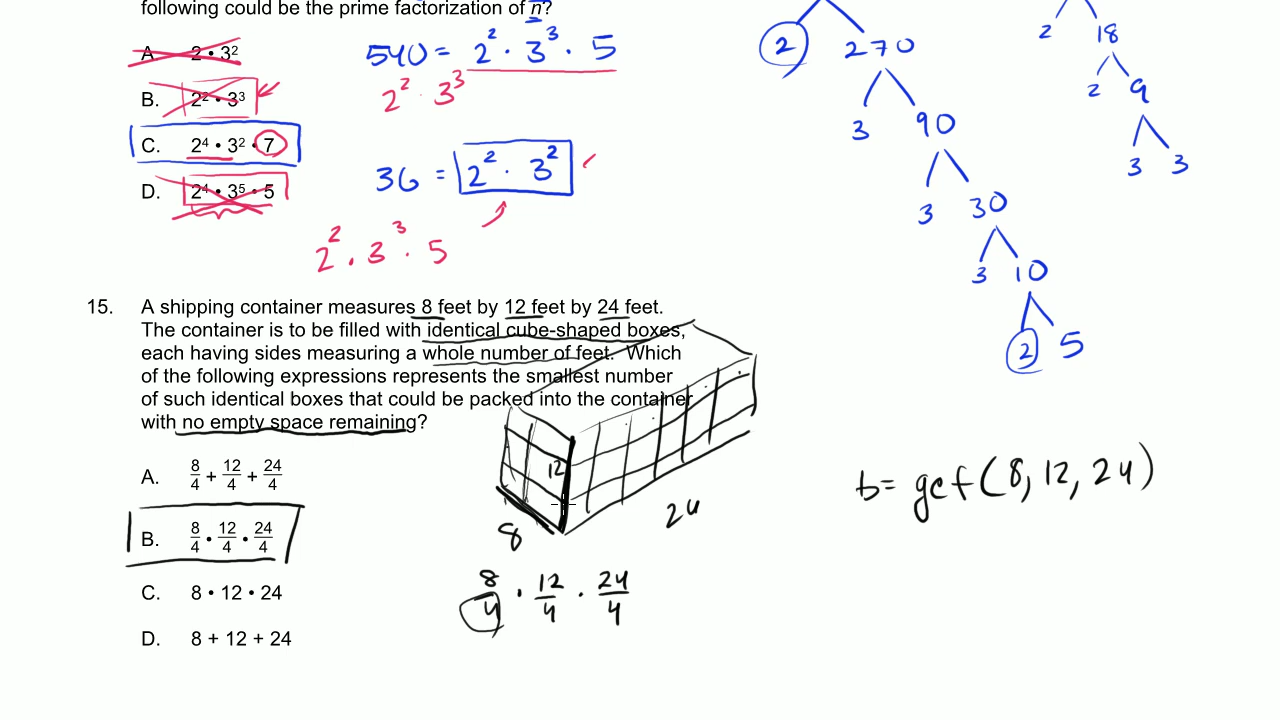 following could be the prime factorization of n?
A. 2 • 3²
B. 2² • 3³
C. 2⁴ • 3² • 7
D. 2⁴ • 3⁵ • 5
540 = 2² · 3³ · 5
2² · 3³
36 = 2² · 3²
2² · 3³ · 5
2 270
3 90
3 30
3 10
2 5
2 18
2 9
3 3
15. A shipping container measures 8 feet by 12 feet by 24 feet.
The container is to be filled with identical cube-shaped boxes,
each having sides measuring a whole number of feet. Which
of the following expressions represents the smallest number
of such identical boxes that could be packed into the container
with no empty space remaining?
A. 8/4 + 12/4 + 24/4
B. 8/4 • 12/4 • 24/4
C. 8 • 12 • 24
D. 8 + 12 + 24
12
8
24
8/4 · 12/4 · 24/4
b = gcf(8, 12, 24)